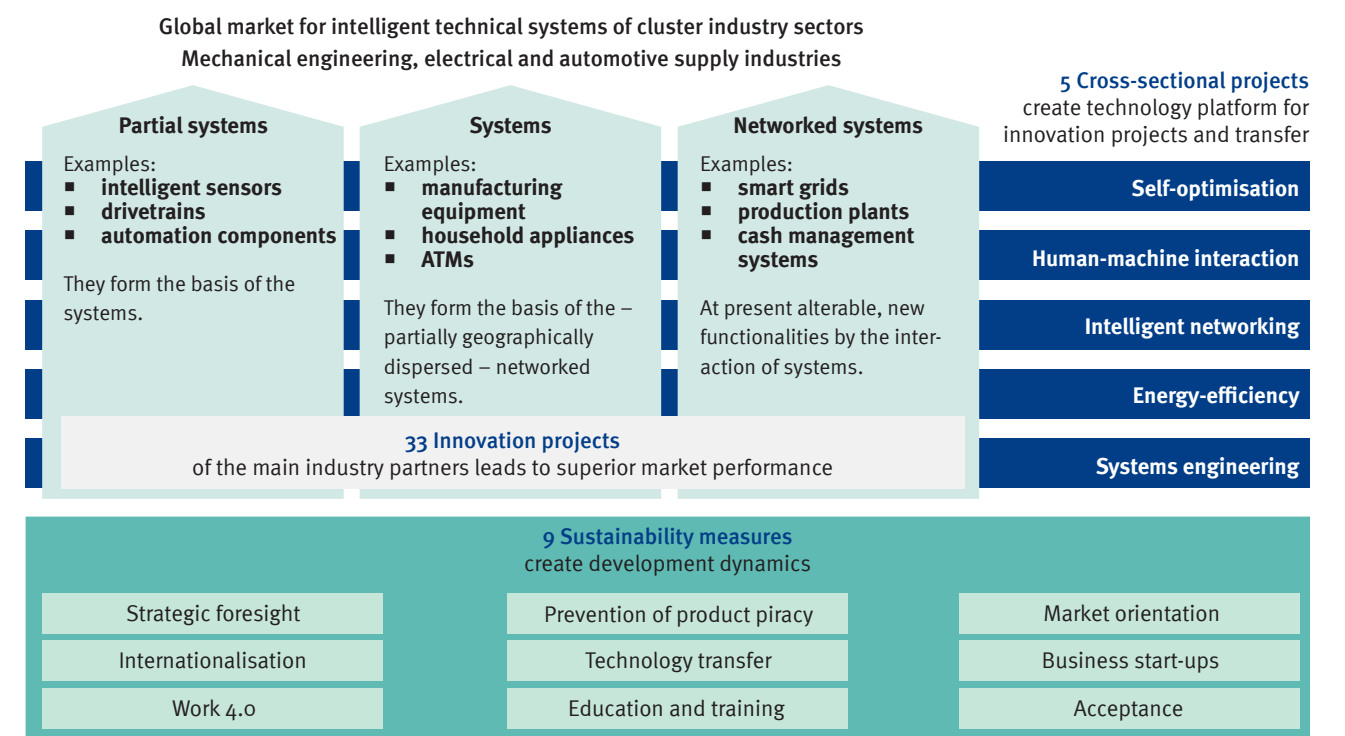 Global market for intelligent technical systems of cluster industry sectors
Mechanical engineering, electrical and automotive supply industries
5 Cross-sectional projects
create technology platform for
innovation projects and transfer
Partial systems
Examples:
▪ intelligent sensors
▪ drivetrains
▪ automation components
They form the basis of the
systems.
Systems
Examples:
▪ manufacturing
equipment
▪ household appliances
▪ ATMs
They form the basis of the –
partially geographically
dispersed – networked
systems.
Networked systems
Examples:
▪ smart grids
▪ production plants
▪ cash management
systems
At present alterable, new
functionalities by the inter-
action of systems.
Self-optimisation
Human-machine interaction
Intelligent networking
Energy-efficiency
Systems engineering
33 Innovation projects
of the main industry partners leads to superior market performance
9 Sustainability measures
create development dynamics
Strategic foresight
Internationalisation
Work 4.0
Prevention of product piracy
Technology transfer
Education and training
Market orientation
Business start-ups
Acceptance